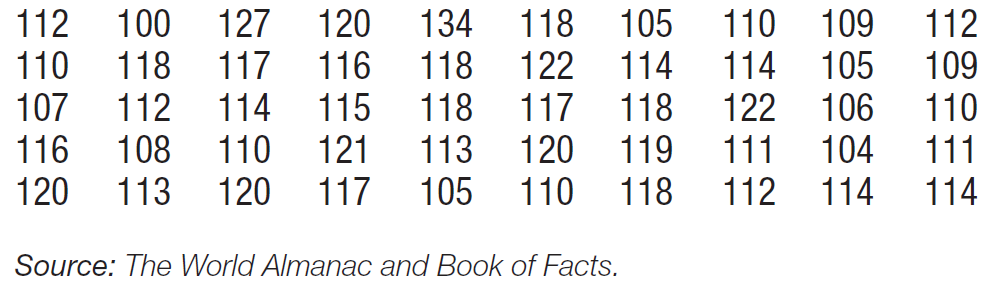 112 100 127 120 134 118 105 110 109 112
110 118 117 116 118 122 114 114 105 109
107 112 114 115 118 117 118 122 106 110
116 108 110 121 113 120 119 111 104 111
120 113 120 117 105 110 118 112 114 114
Source: The World Almanac and Book of Facts.